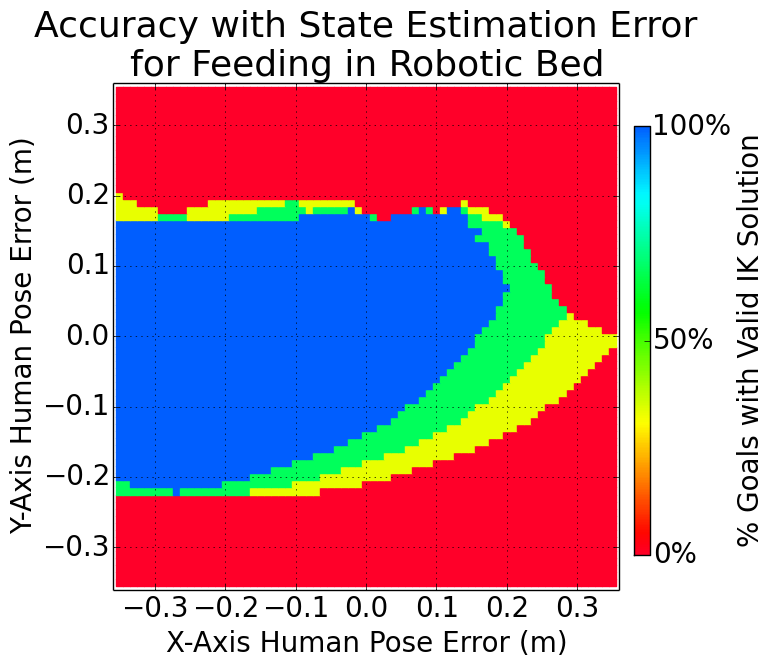 Accuracy with State Estimation Error
for Feeding in Robotic Bed
Y-Axis Human Pose Error (m)
0.3
0.2
0.1
0.0
−0.1
−0.2
−0.3
−0.3 −0.2 −0.1 0.0 0.1 0.2 0.3
X-Axis Human Pose Error (m)
100%
50%
0%
% Goals with Valid IK Solution